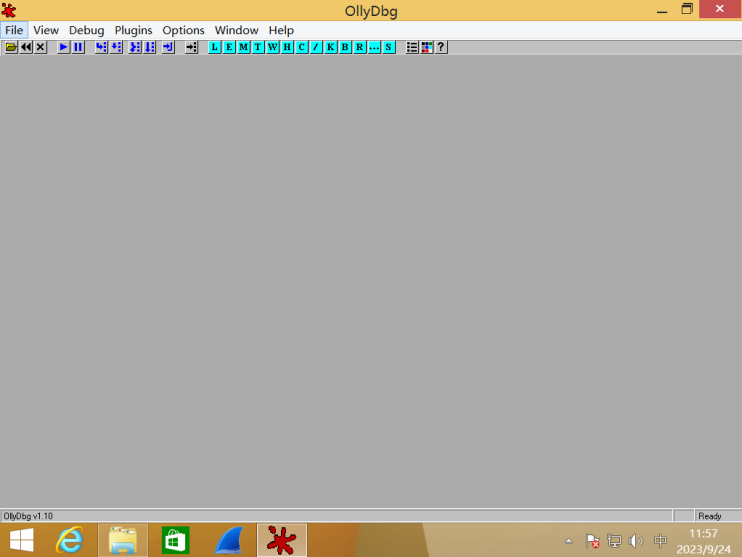 OllyDbg
File View Debug Plugins Options Window Help
L E M T W H C / K B R ... S ?
OllyDbg v1.10
Ready
中
11:57
2023/9/24